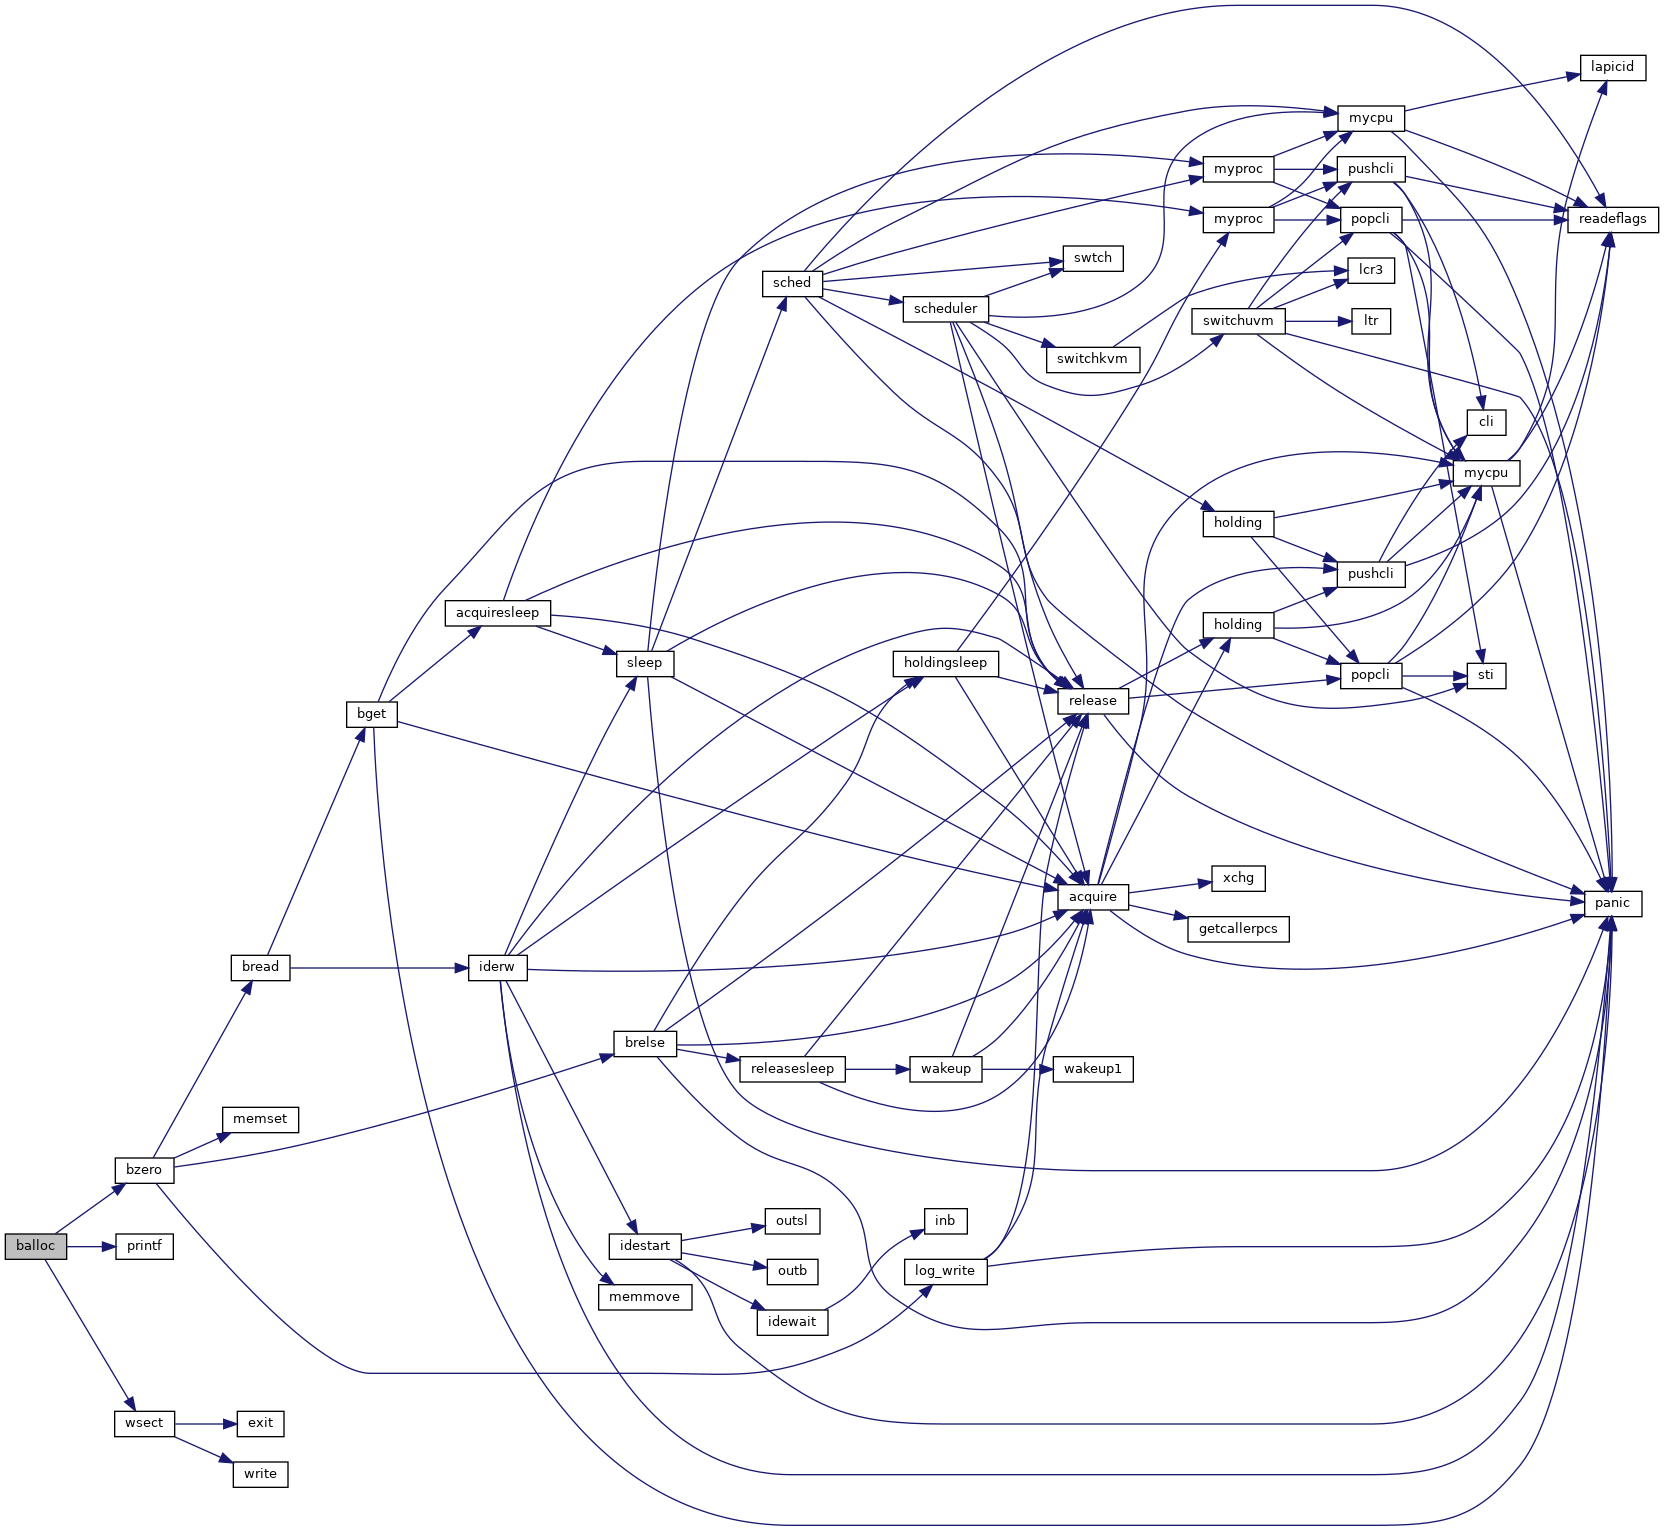 lapicid
mycpu
myproc
pushcli
myproc
popcli
readeflags
swtch
lcr3
sched
scheduler
switchuvm
ltr
switchkvm
cli
mycpu
holding
pushcli
acquiresleep
holding
sleep
holdingsleep
popcli
sti
release
bget
xchg
acquire
panic
getcallerpcs
bread
iderw
brelse
releasesleep
wakeup
wakeup1
memset
bzero
outsl
inb
balloc
printf
idestart
outb
log_write
memmove
idewait
wsect
exit
write